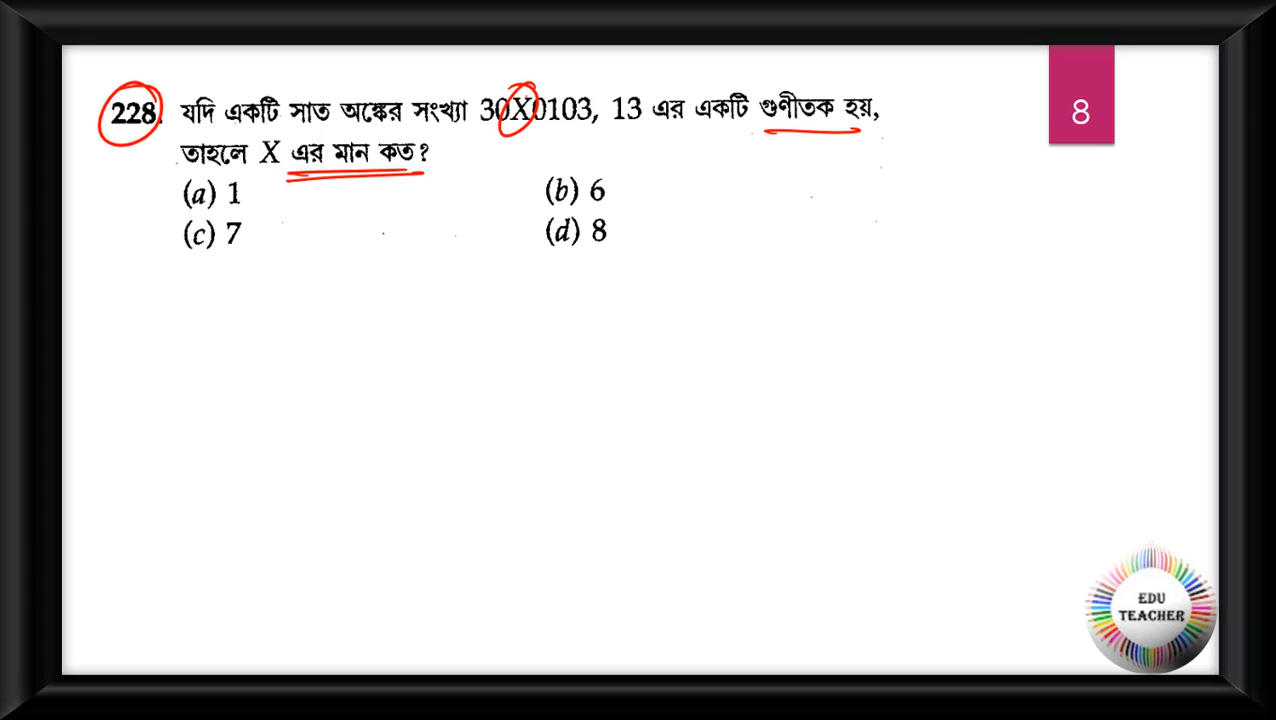 8
228. যদি একটি সাত অঙ্কের সংখ্যা 30X0103, 13 এর একটি গুণীতক হয়,
তাহলে X এর মান কত?
(a) 1 (b) 6
(c) 7 (d) 8
EDU
TEACHER